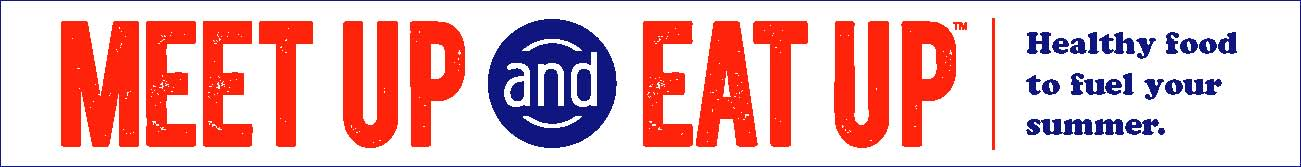 MEET UP and EAT UP™
Healthy food
to fuel your
summer.